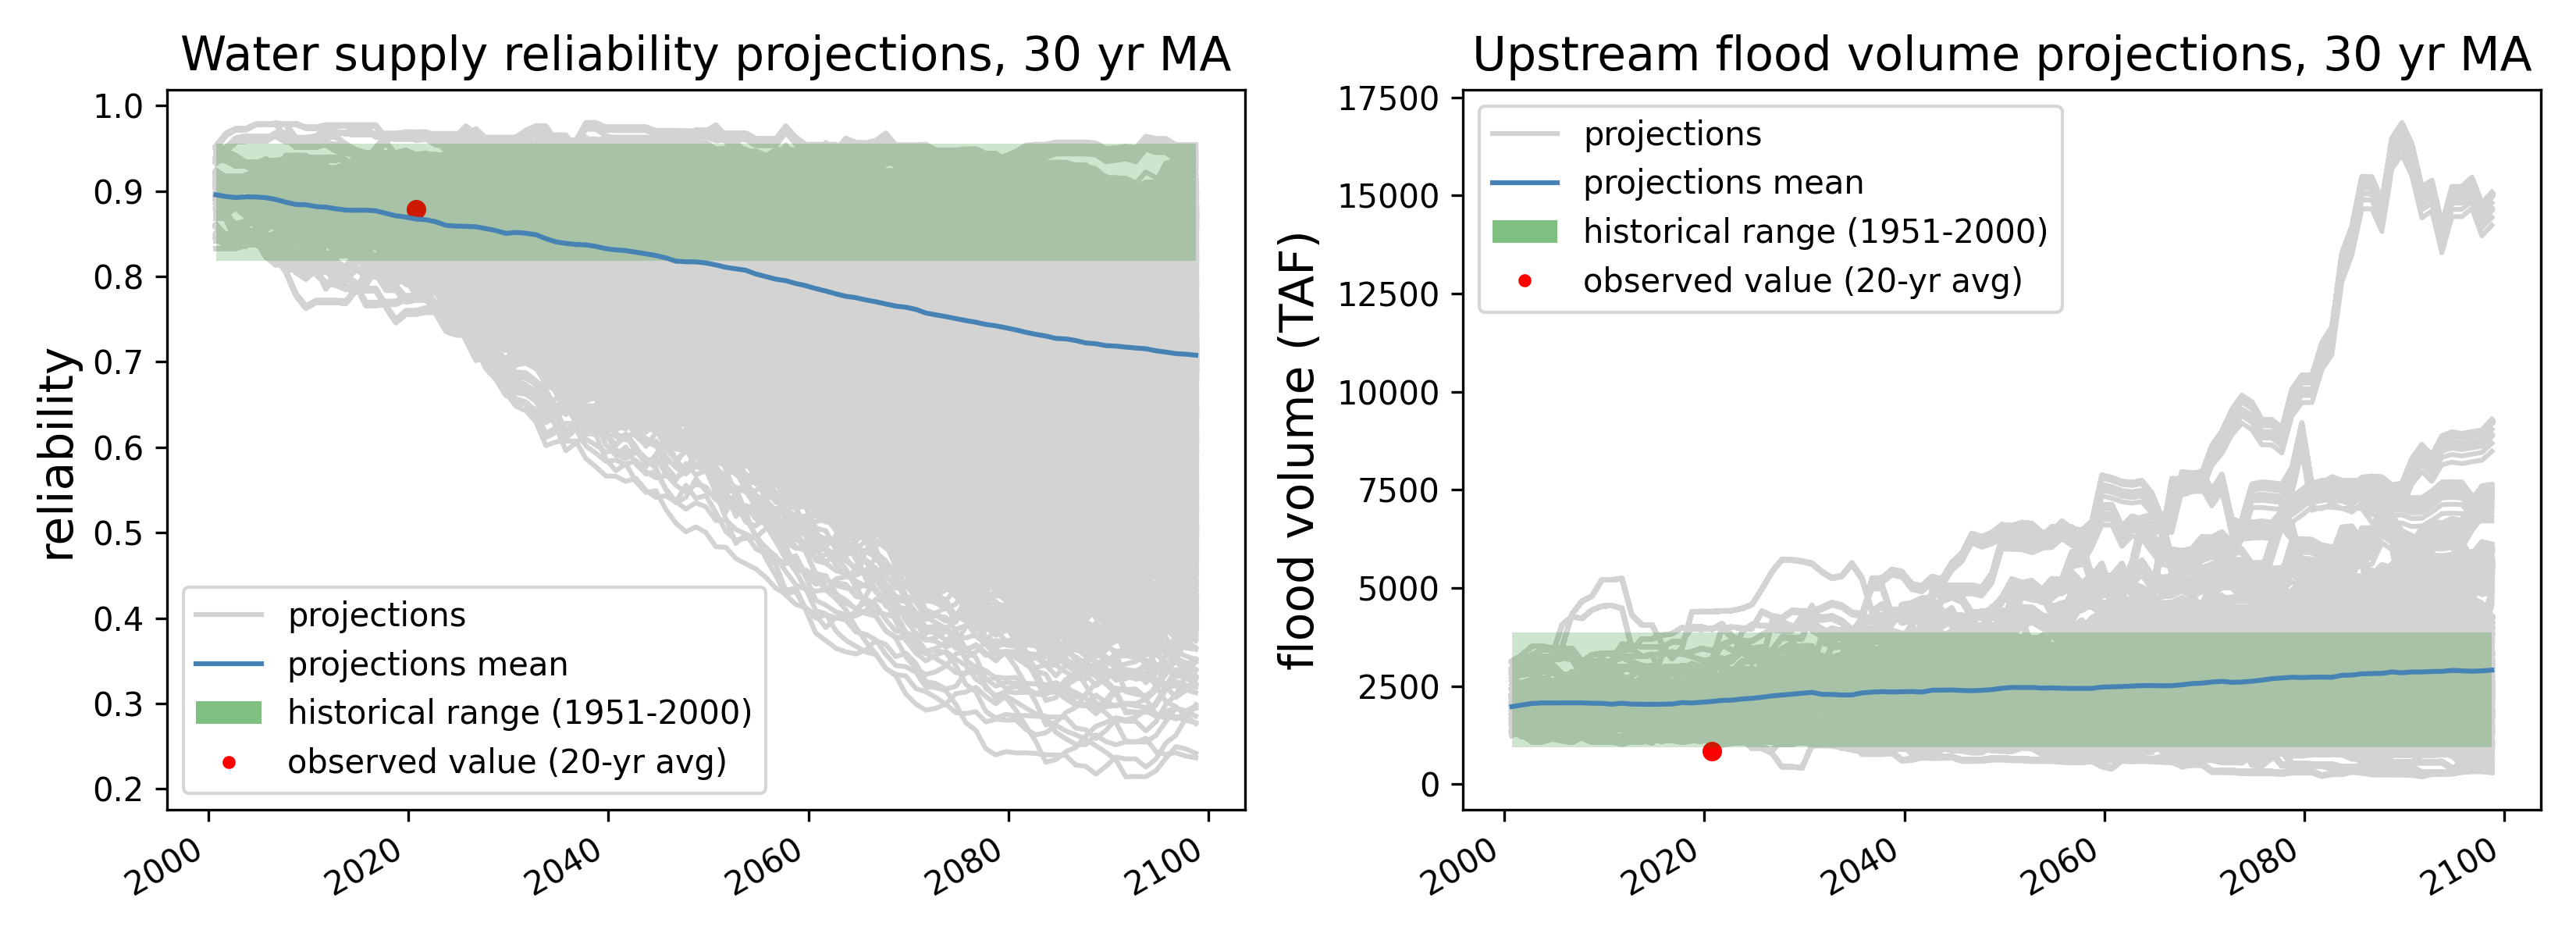 Water supply reliability projections, 30 yr MA
reliability
1.0
0.9
0.8
0.7
0.6
0.5
0.4
0.3
0.2
projections
projections mean
historical range (1951-2000)
observed value (20-yr avg)
2000
2020
2040
2060
2080
2100
Upstream flood volume projections, 30 yr MA
flood volume (TAF)
17500
15000
12500
10000
7500
5000
2500
0
projections
projections mean
historical range (1951-2000)
observed value (20-yr avg)
2000
2020
2040
2060
2080
2100